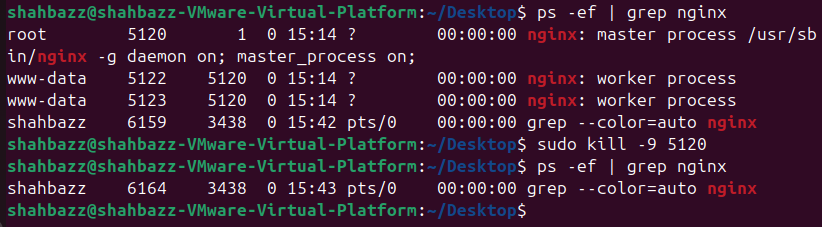 shahbazz@shahbazz-VMware-Virtual-Platform:~/Desktop$ ps -ef | grep nginx
root        5120       1  0 15:14 ?        00:00:00 nginx: master process /usr/sb
in/nginx -g daemon on; master_process on;
www-data    5122    5120  0 15:14 ?        00:00:00 nginx: worker process
www-data    5123    5120  0 15:14 ?        00:00:00 nginx: worker process
shahbazz    6159    3438  0 15:42 pts/0    00:00:00 grep --color=auto nginx
shahbazz@shahbazz-VMware-Virtual-Platform:~/Desktop$ sudo kill -9 5120
shahbazz@shahbazz-VMware-Virtual-Platform:~/Desktop$ ps -ef | grep nginx
shahbazz    6164    3438  0 15:43 pts/0    00:00:00 grep --color=auto nginx
shahbazz@shahbazz-VMware-Virtual-Platform:~/Desktop$